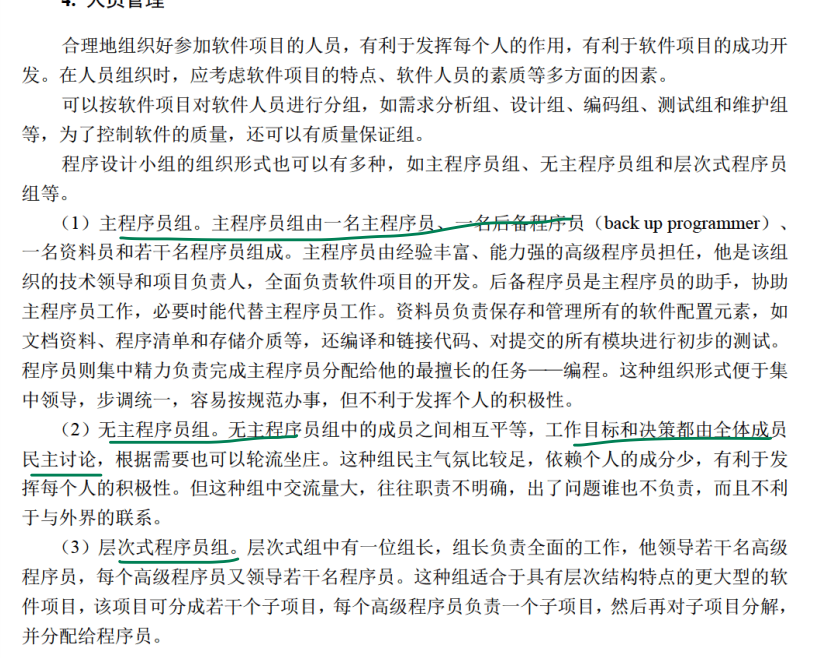 4. 人员管理
合理地组织好参加软件项目的人员，有利于发挥每个人的作用，有利于软件项目的成功开
发。在人员组织时，应考虑软件项目的特点、软件人员的素质等多方面的因素。
可以按软件项目对软件人员进行分组，如需求分析组、设计组、编码组、测试组和维护组
等，为了控制软件的质量，还可以有质量保证组。
程序设计小组的组织形式也可以有多种，如主程序员组、无主程序员组和层次式程序员
组等。
（1）主程序员组。主程序员组由一名主程序员、一名后备程序员（back up programmer）、
一名资料员和若干名程序员组成。主程序员由经验丰富、能力强的高级程序员担任，他是该组
织的技术领导和项目负责人，全面负责软件项目的开发。后备程序员是主程序员的助手，协助
主程序员工作，必要时能代替主程序员工作。资料员负责保存和管理所有的软件配置元素，如
文档资料、程序清单和存储介质等，还编译和链接代码、对提交的所有模块进行初步的测试。
程序员则集中精力负责完成主程序员分配给他的最擅长的任务——编程。这种组织形式便于集
中领导，步调统一，容易按规范办事，但不利于发挥个人的积极性。
（2）无主程序员组。无主程序员组中的成员之间相互平等，工作目标和决策都由全体成员
民主讨论，根据需要也可以轮流坐庄。这种组民主气氛比较足，依赖个人的成分少，有利于发
挥每个人的积极性。但这种组中交流量大，往往职责不明确，出了问题谁也不负责，而且不利
于与外界的联系。
（3）层次式程序员组。层次式组中有一位组长，组长负责全面的工作，他领导若干名高级
程序员，每个高级程序员又领导若干名程序员。这种组适合于具有层次结构特点的更大型的软
件项目，该项目可分成若干个子项目，每个高级程序员负责一个子项目，然后再对子项目分解，
并分配给程序员。